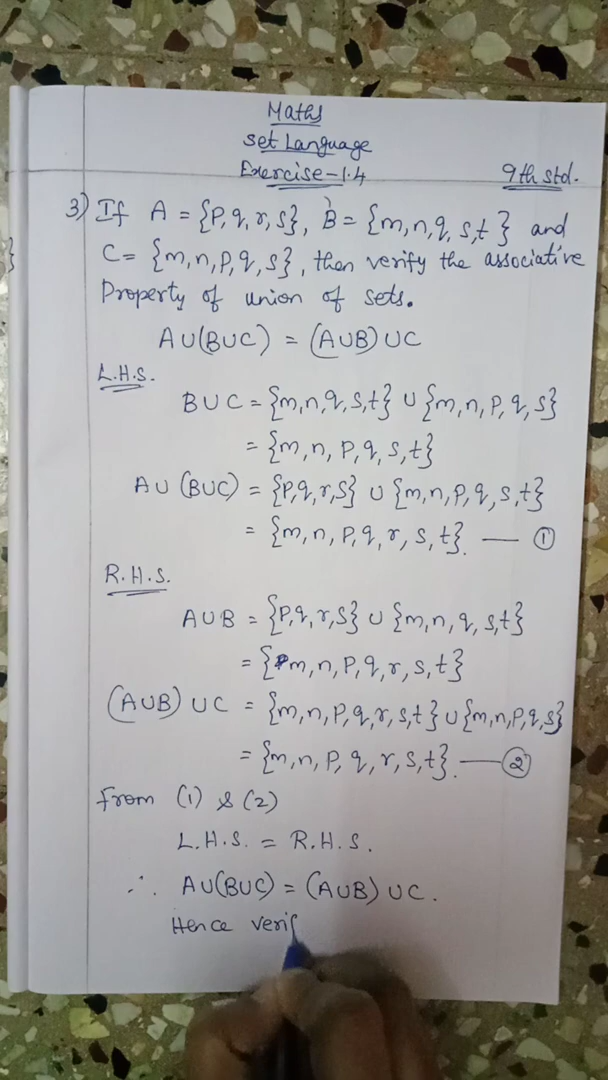 Maths
Set Language
Exercise-1.4
9th std.
3) If A = {P,q,r,s}, B = {m,n,q,s,t} and
C = {m,n,p,q,s}, then verify the associative
Property of union of sets.
A∪(B∪C) = (A∪B)∪C
L.H.S.
B∪C = {m,n,q,s,t} ∪ {m,n,P,q,s}
= {m,n,P,q,s,t}
A∪(B∪C) = {P,q,r,s} ∪ {m,n,p,q,s,t}
= {m,n,P,q,r,s,t}. — ①
R.H.S.
A∪B = {P,q,r,s} ∪ {m,n,q,s,t}
= {m,n,P,q,r,s,t}
(A∪B)∪C = {m,n,P,q,r,s,t}∪{m,n,P,q,s}
= {m,n,P,q,r,s,t}. — ②
From (1) & (2)
L.H.S. = R.H.S.
∴ A∪(B∪C) = (A∪B)∪C.
Hence verif
}